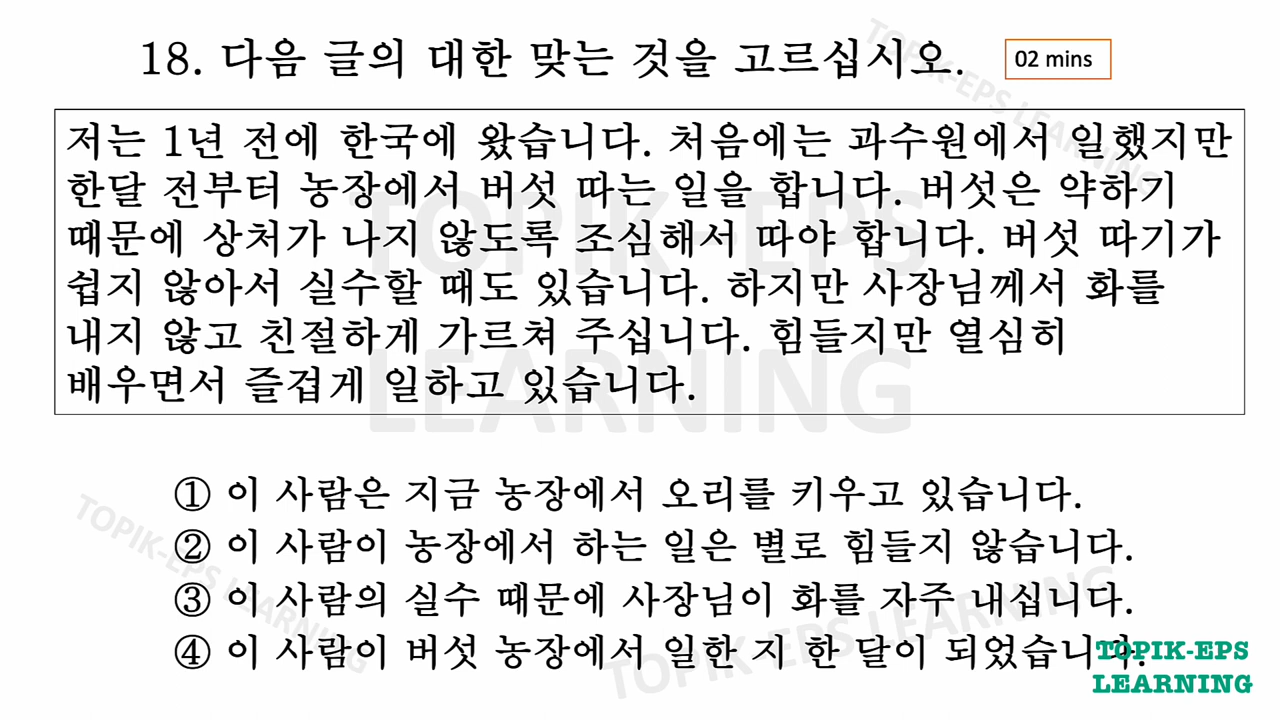 18. 다음 글의 대한 맞는 것을 고르십시오.
02 mins
저는 1년 전에 한국에 왔습니다. 처음에는 과수원에서 일했지만
한달 전부터 농장에서 버섯 따는 일을 합니다. 버섯은 약하기
때문에 상처가 나지 않도록 조심해서 따야 합니다. 버섯 따기가
쉽지 않아서 실수할 때도 있습니다. 하지만 사장님께서 화를
내지 않고 친절하게 가르쳐 주십니다. 힘들지만 열심히
배우면서 즐겁게 일하고 있습니다.
① 이 사람은 지금 농장에서 오리를 키우고 있습니다.
② 이 사람이 농장에서 하는 일은 별로 힘들지 않습니다.
③ 이 사람의 실수 때문에 사장님이 화를 자주 내십니다.
④ 이 사람이 버섯 농장에서 일한 지 한 달이 되었습니다.
TOPIK-EPS
LEARNING
TOPIK-EPS LEARNING
TOPIK-EPS
LEARNING
TOPIK-EPS LEARNING
TOPIK-EPS LEARNING